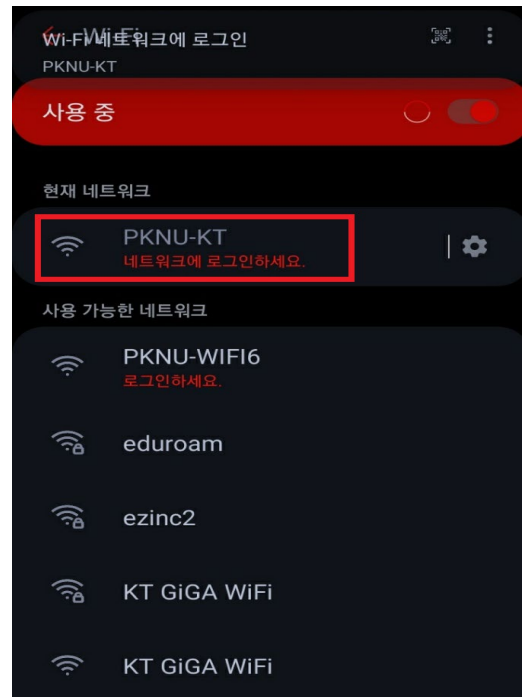 Wi-Fi 네트워크에 로그인
PKNU-KT
사용 중
현재 네트워크
PKNU-KT
네트워크에 로그인하세요.
사용 가능한 네트워크
PKNU-WIFI6
로그인하세요.
eduroam
ezinc2
KT GiGA WiFi
KT GiGA WiFi